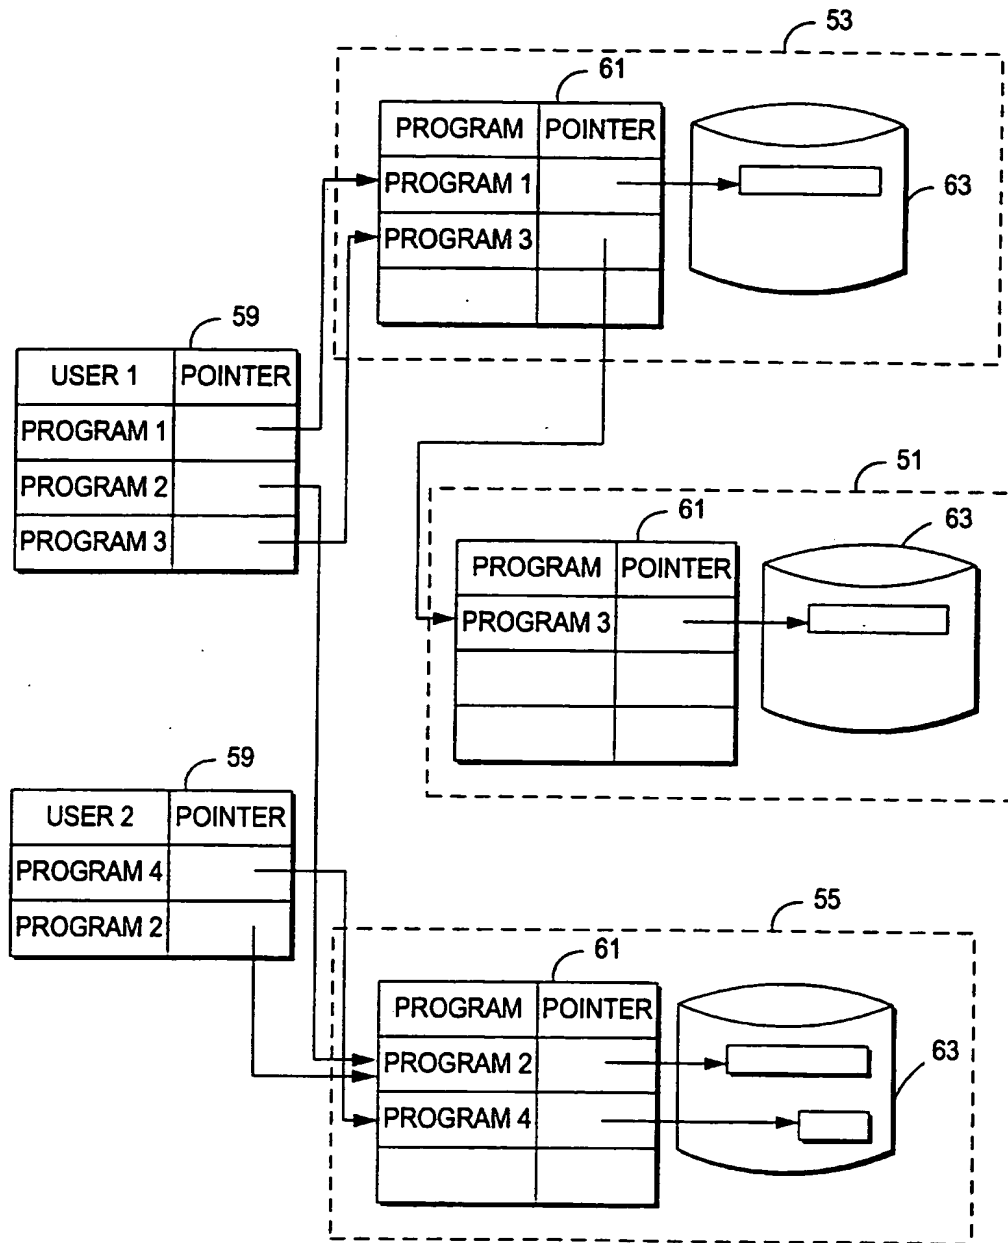 53
61
PROGRAM POINTER
PROGRAM 1
63
PROGRAM 3
59
USER 1 POINTER
PROGRAM 1
PROGRAM 2
PROGRAM 3
51
61
63
PROGRAM POINTER
PROGRAM 3
59
USER 2 POINTER
PROGRAM 4
PROGRAM 2
55
61
PROGRAM POINTER
PROGRAM 2
63
PROGRAM 4